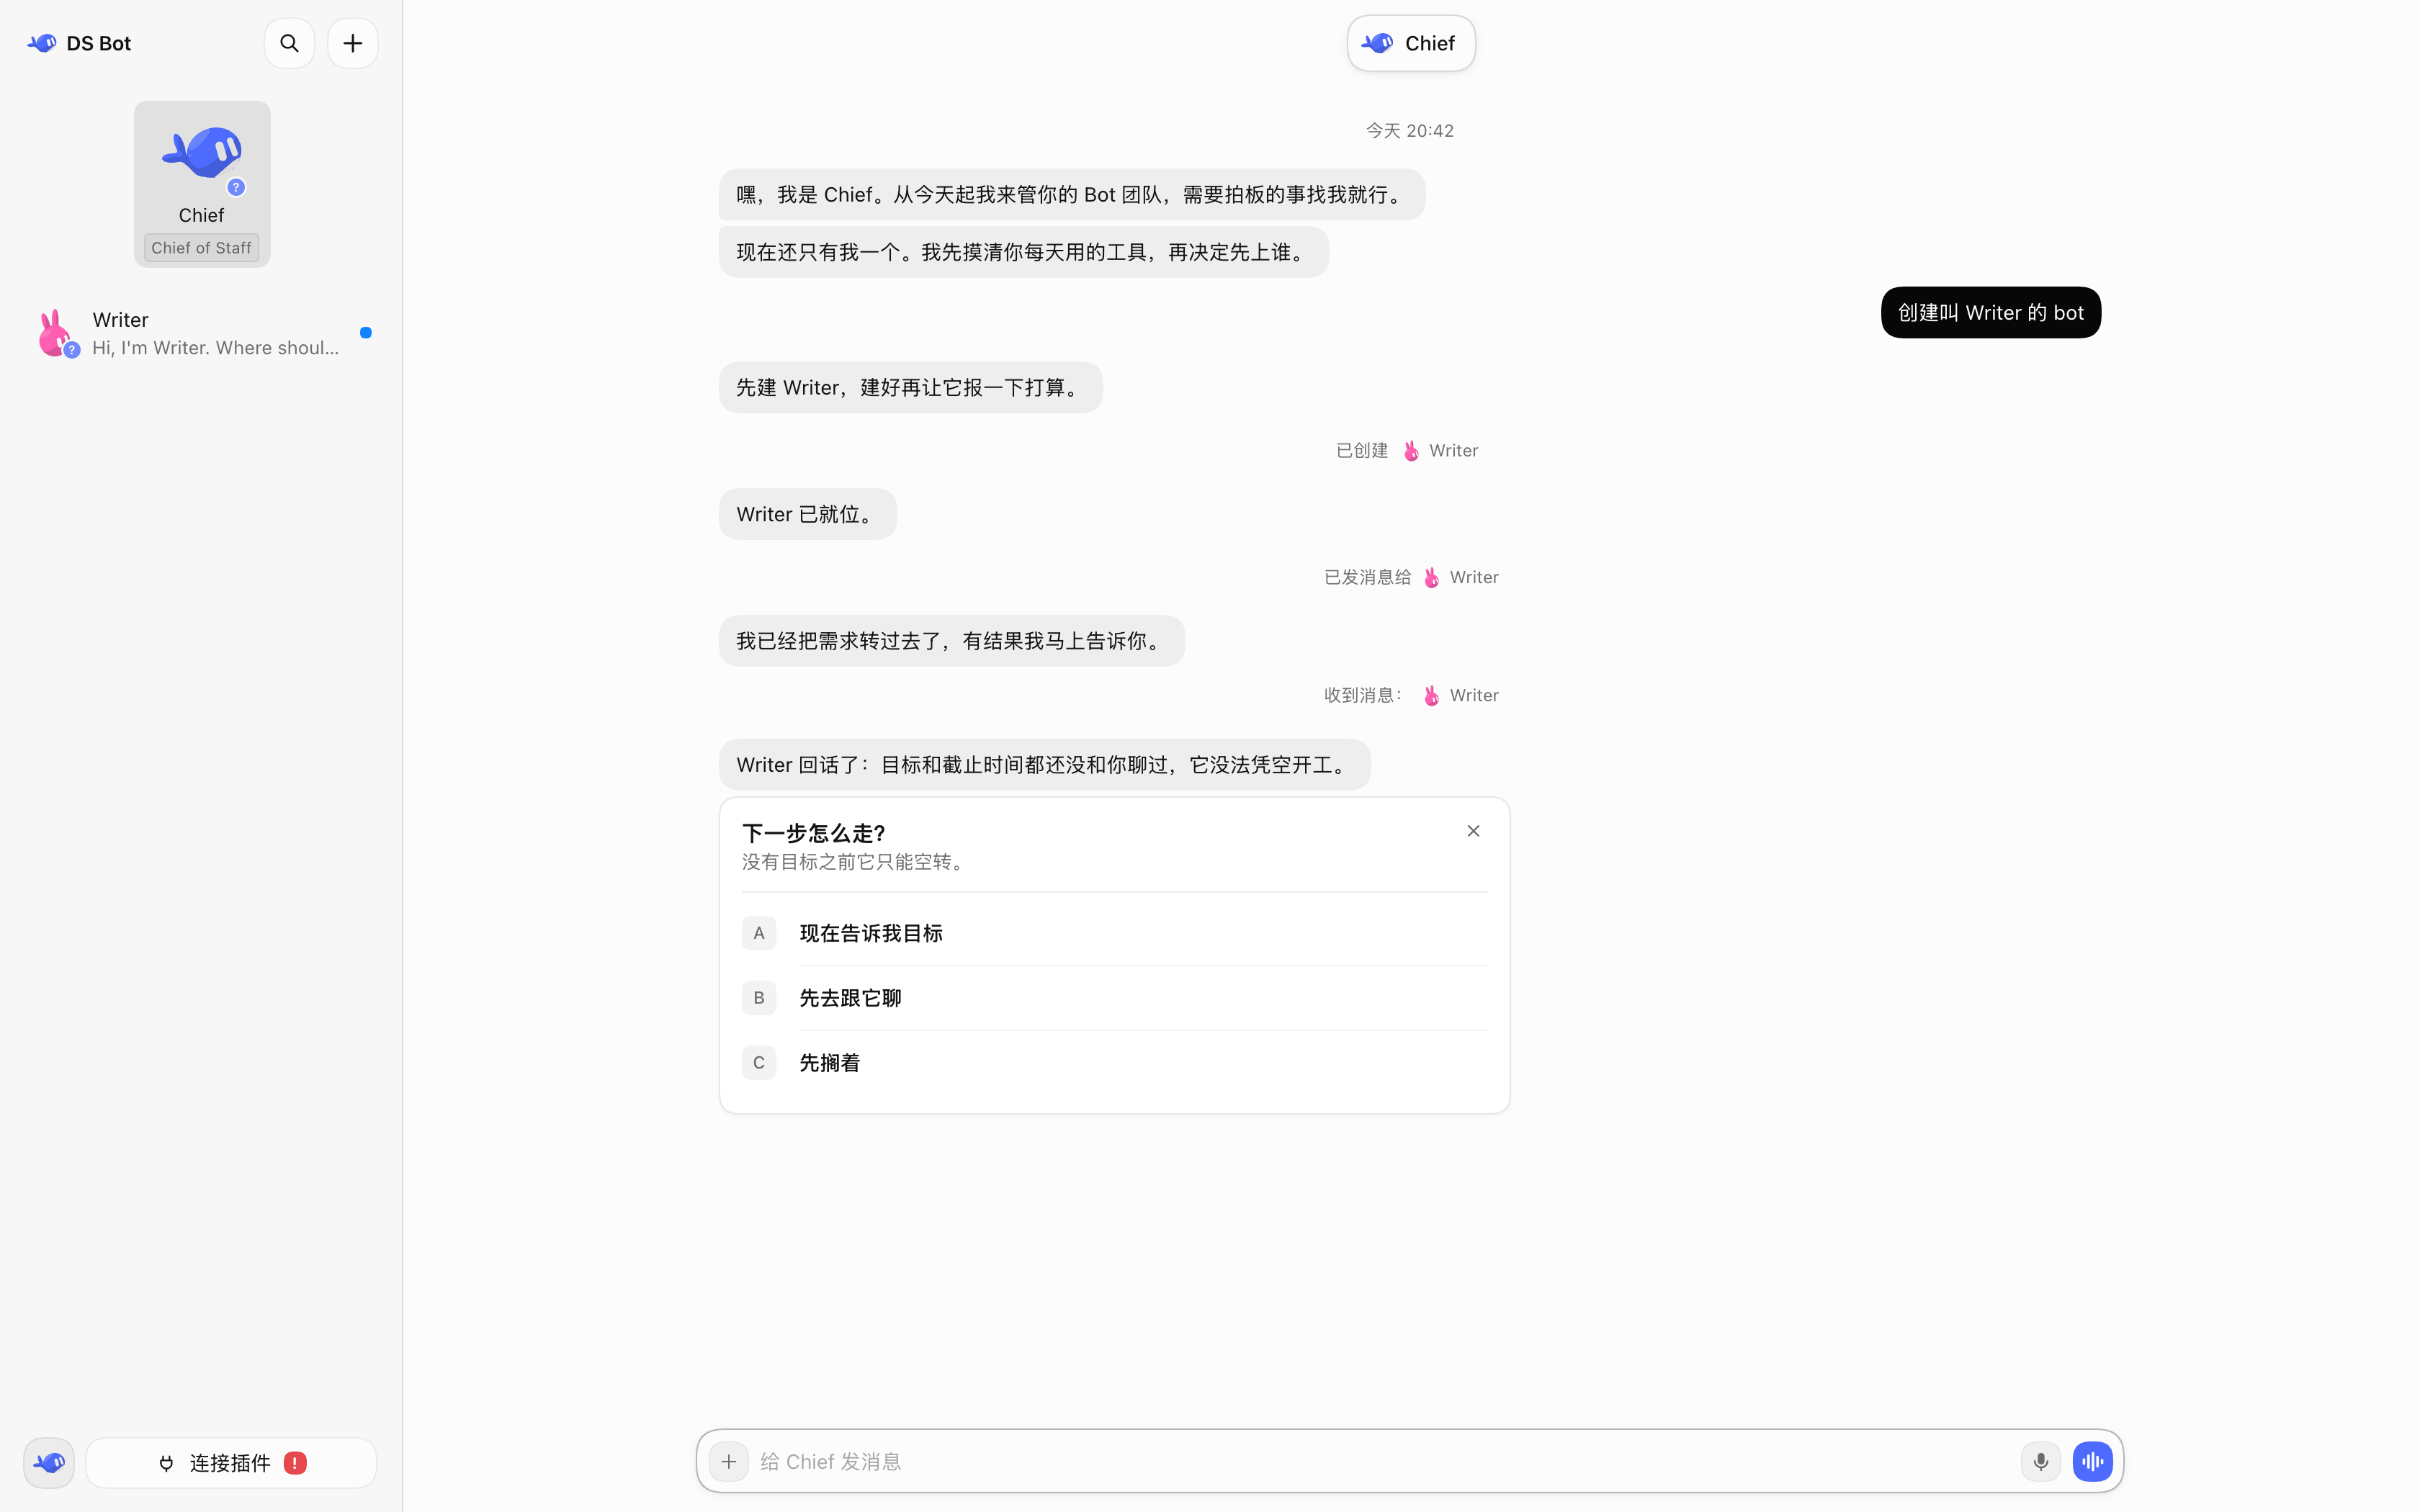 DS Bot
Chief
Chief of Staff
Writer
Hi, I'm Writer. Where shoul...
连接插件
!
Chief
今天 20:42
嘿，我是 Chief。从今天起我来管你的 Bot 团队，需要拍板的事找我就行。
现在还只有我一个。我先摸清你每天用的工具，再决定先上谁。
创建叫 Writer 的 bot
先建 Writer，建好再让它报一下打算。
已创建 Writer
Writer 已就位。
已发消息给 Writer
我已经把需求转过去了，有结果我马上告诉你。
收到消息： Writer
Writer 回话了：目标和截止时间都还没和你聊过，它没法凭空开工。
下一步怎么走?
没有目标之前它只能空转。
A 现在告诉我目标
B 先去跟它聊
C 先搁着
给 Chief 发消息